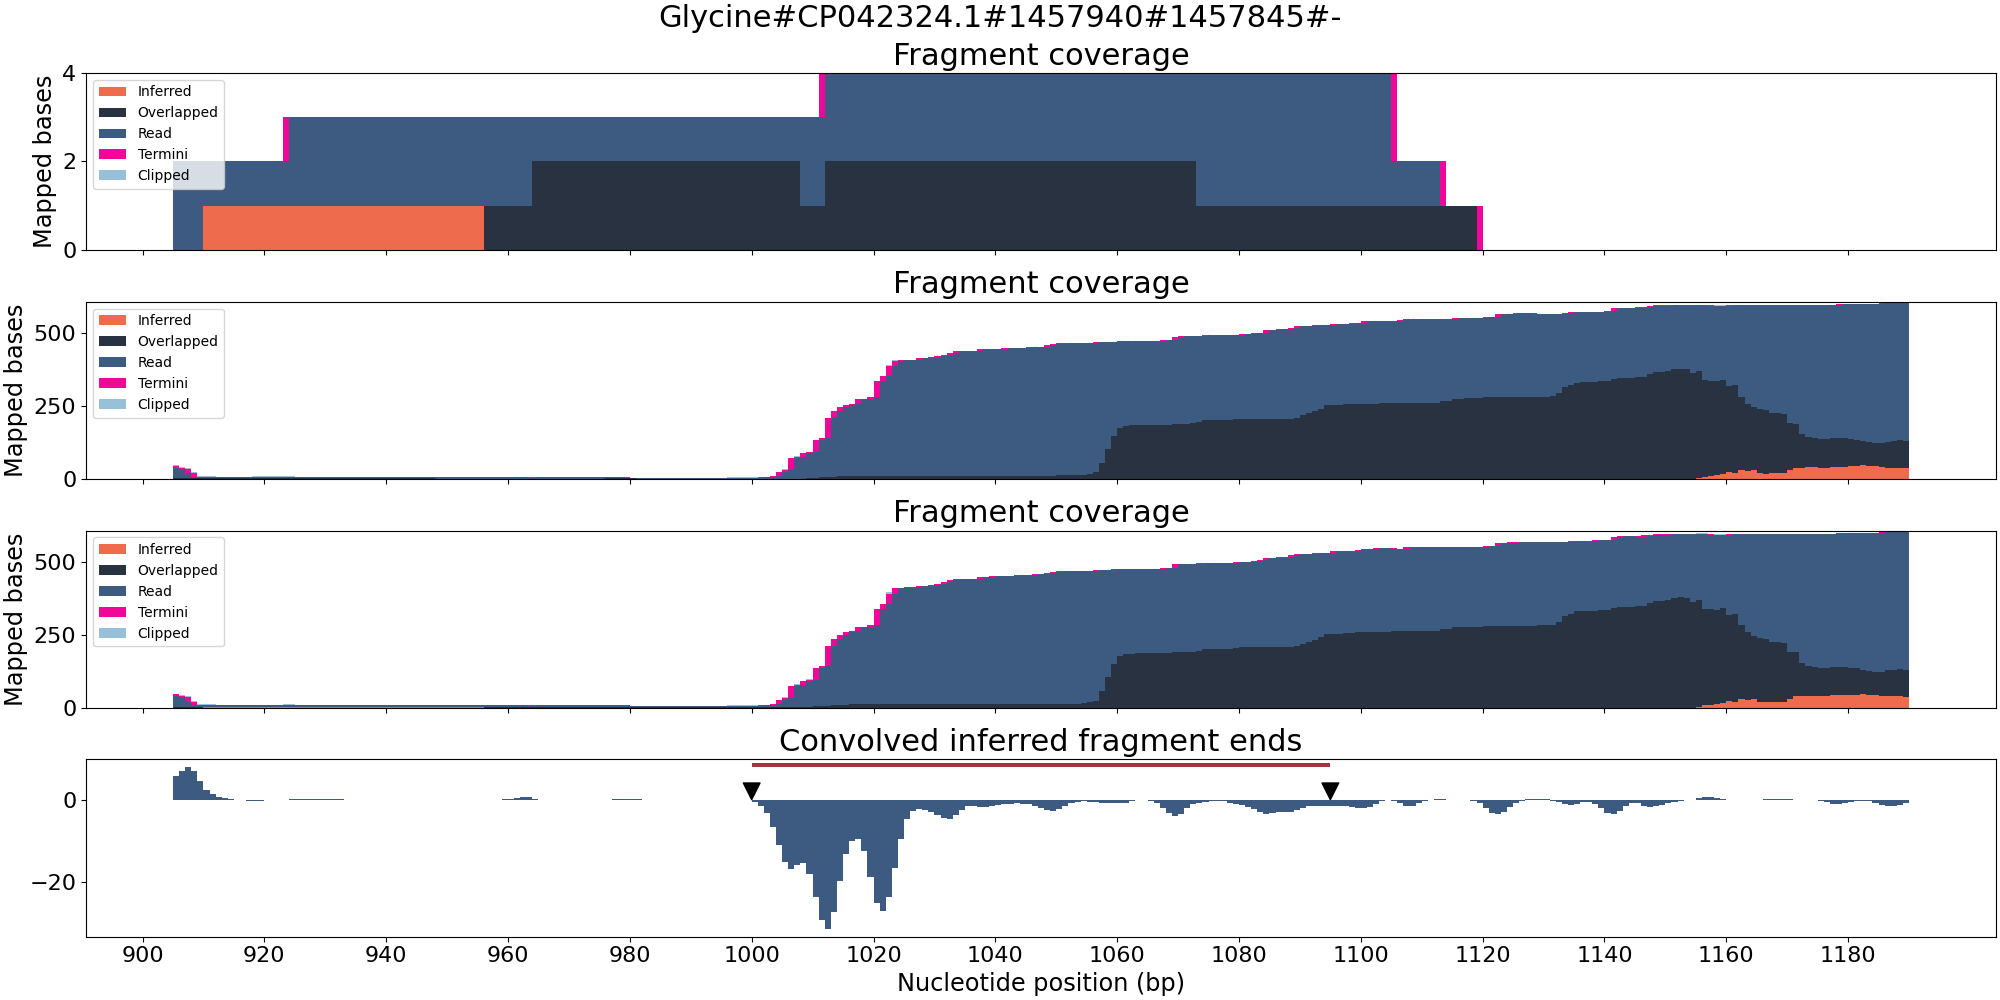 Glycine#CP042324.1#1457940#1457845#-
Fragment coverage
Mapped bases
4
2
0
Inferred
Overlapped
Read
Termini
Clipped
Fragment coverage
Mapped bases
500
250
0
Inferred
Overlapped
Read
Termini
Clipped
Fragment coverage
Mapped bases
500
250
0
Inferred
Overlapped
Read
Termini
Clipped
Convolved inferred fragment ends
0
−20
900 920 940 960 980 1000 1020 1040 1060 1080 1100 1120 1140 1160 1180
Nucleotide position (bp)